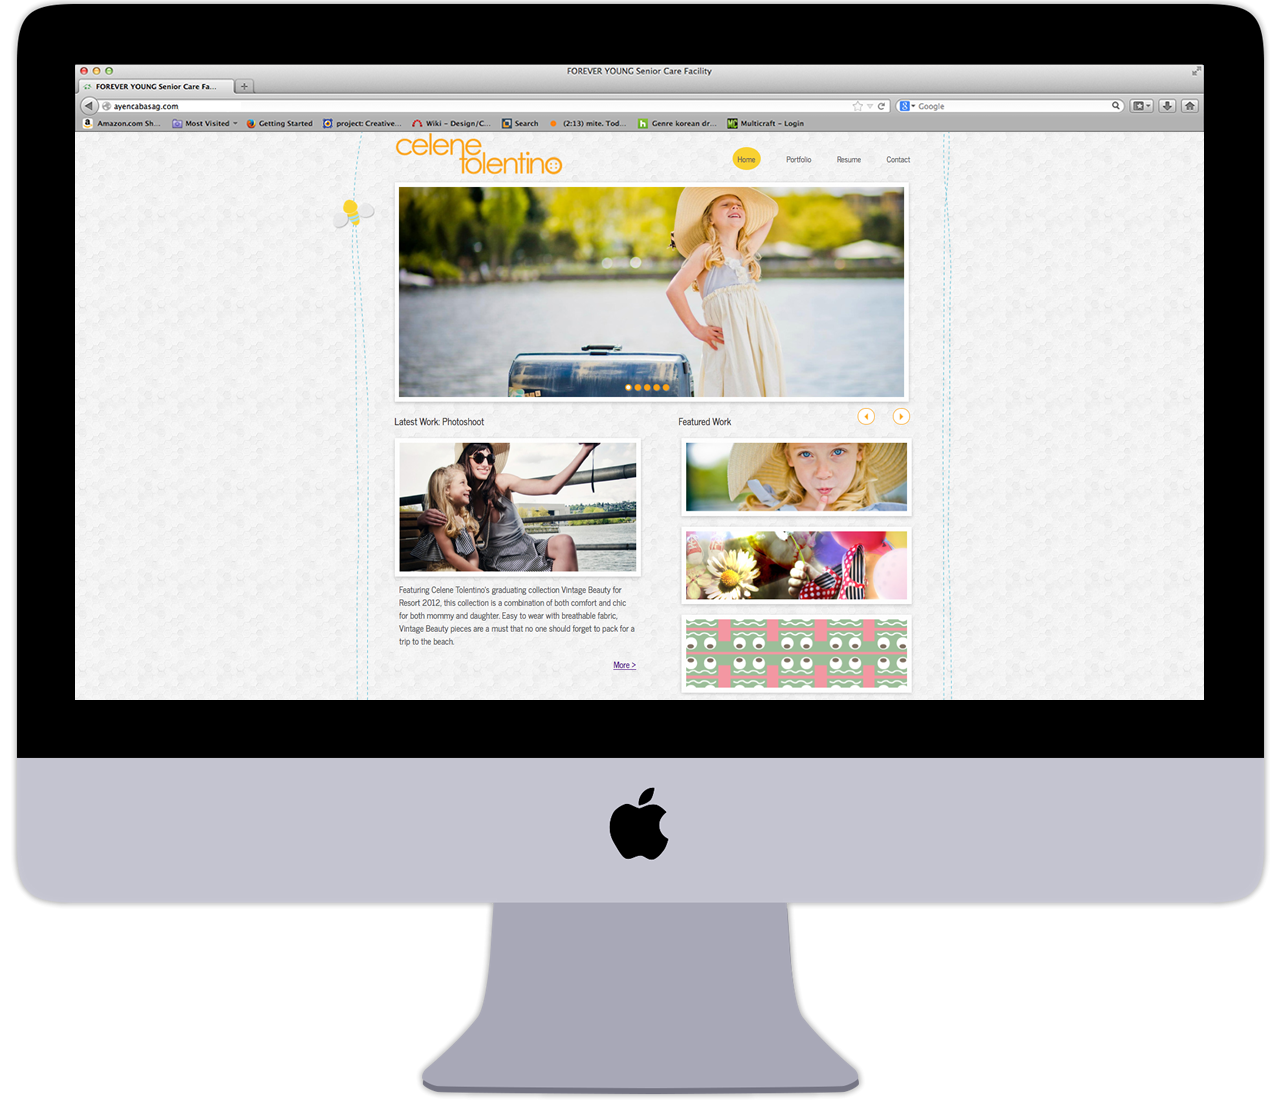 FOREVER YOUNG Senior Care Facility
FOREVER YOUNG Senior Care Fa...
ayencabasag.com
Google
Amazon.com Sh...
Most Visited
Getting Started
project: Creative...
Wiki – Design/C...
Search
(2:13) mite. Tod...
Genre korean dr...
Multicraft – Login
celene
tolentino
Home
Portfolio
Resume
Contact
Latest Work: Photoshoot
Featured Work
Featuring Celene Tolentino's graduating collection Vintage Beauty for
Resort 2012, this collection is a combination of both comfort and chic
for both mommy and daughter. Easy to wear with breathable fabric,
Vintage Beauty pieces are a must that no one should forget to pack for a
trip to the beach.
More >